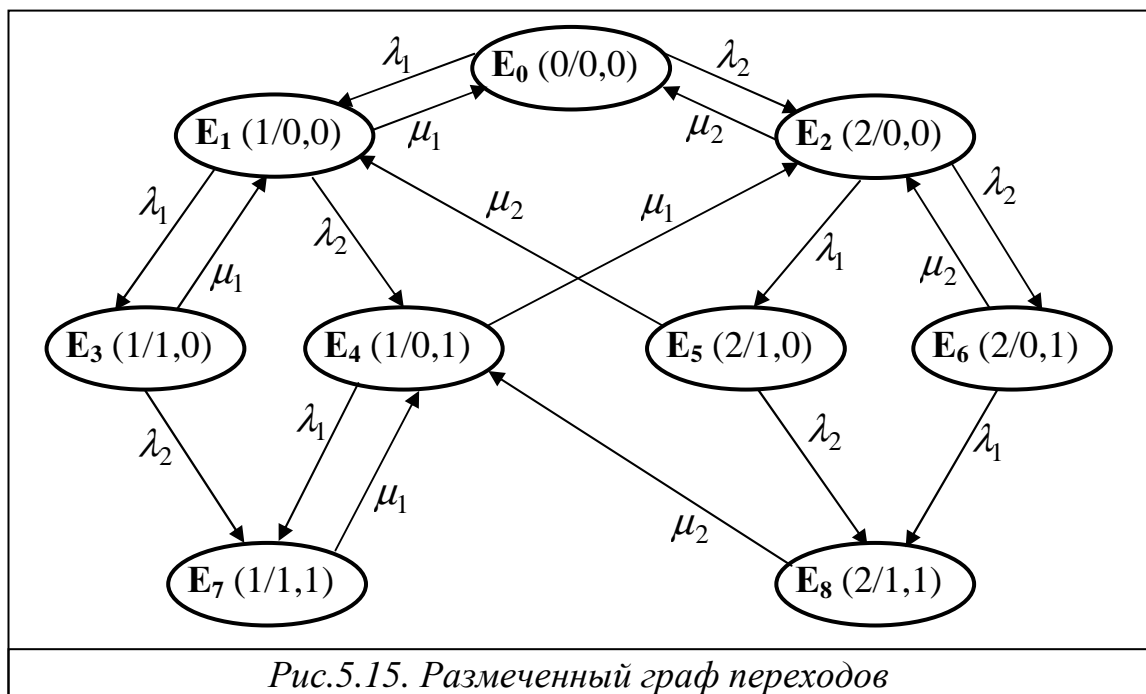 λ₁ E₀ (0/0,0) λ₂
E₁ (1/0,0) μ₁ μ₂ E₂ (2/0,0)
λ₁ μ₁ λ₂ μ₂ μ₁ λ₁ μ₂ λ₂
E₃ (1/1,0) E₄ (1/0,1) E₅ (2/1,0) E₆ (2/0,1)
λ₂ λ₁ μ₁ μ₂ λ₂ λ₁
E₇ (1/1,1) E₈ (2/1,1)
Рис.5.15. Размеченный граф переходов